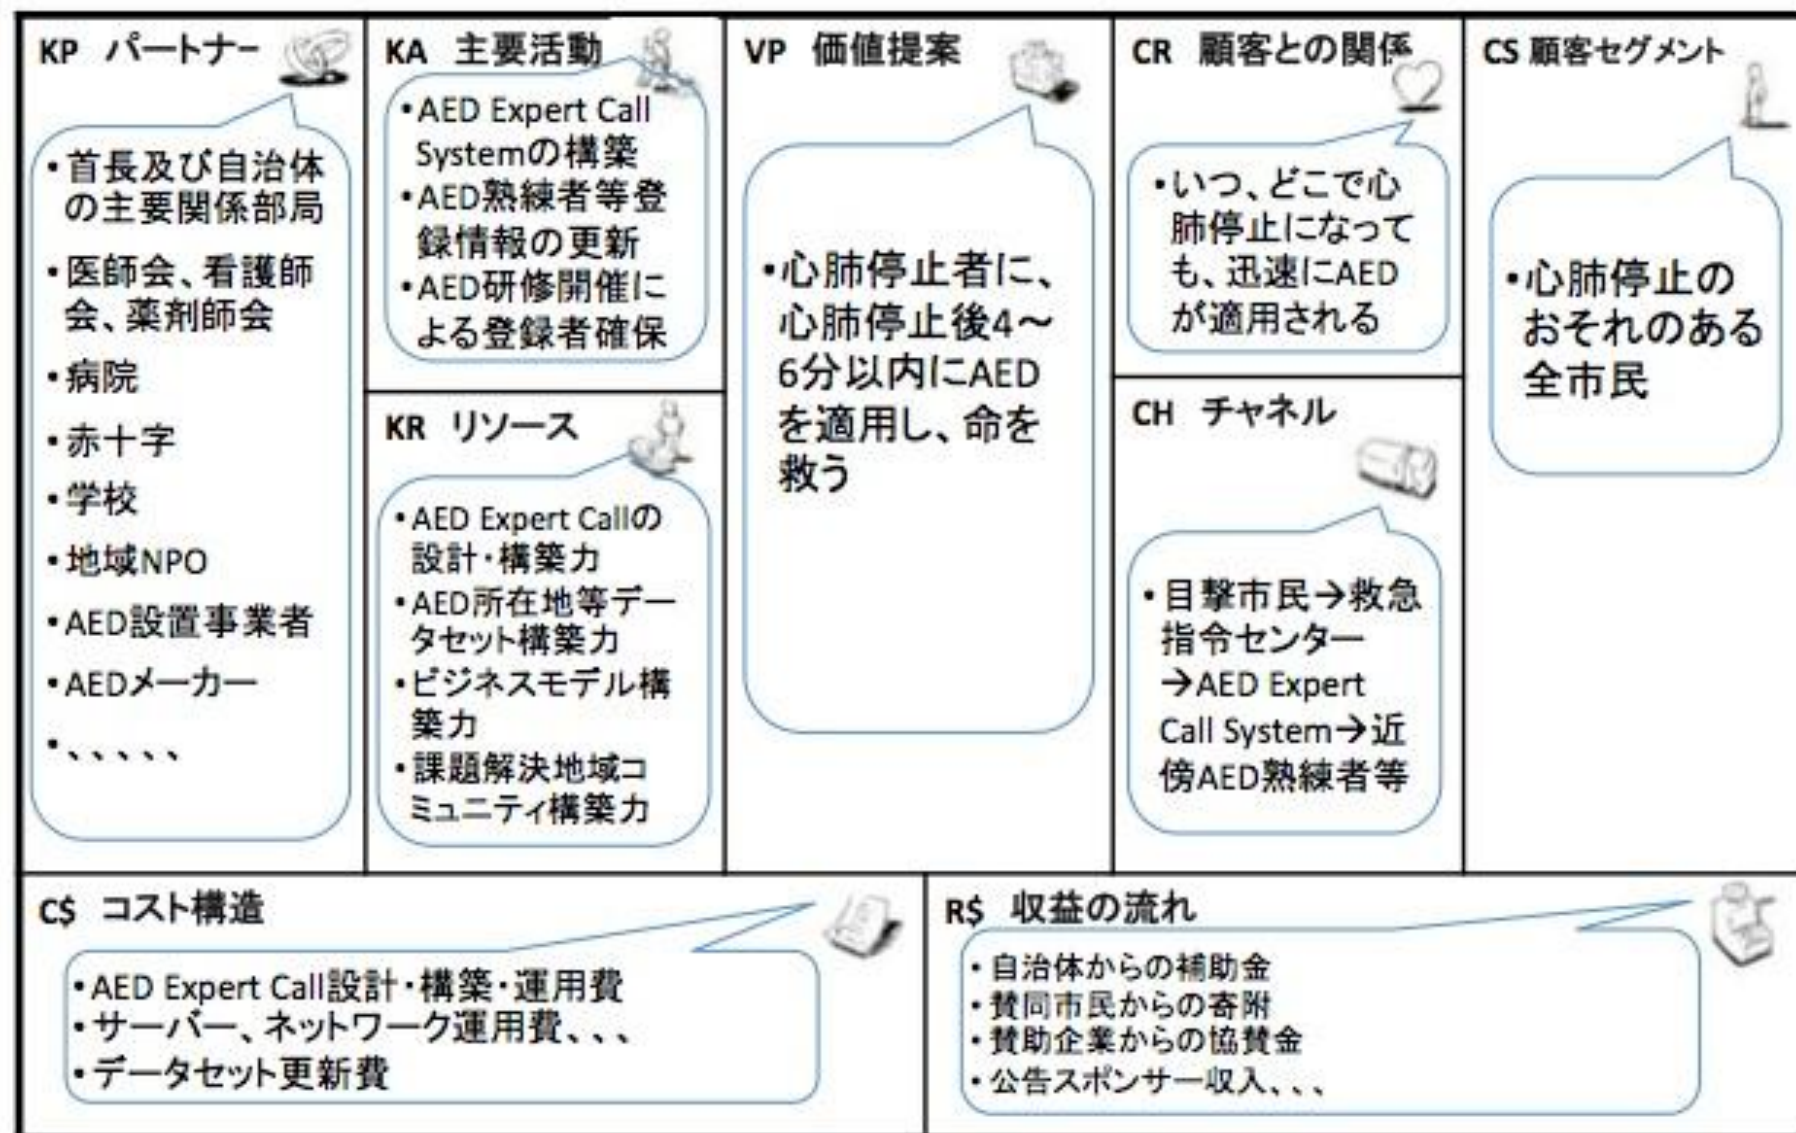 KP パートナー
・首長及び自治体
の主要関係部局
・医師会、看護師
会、薬剤師会
・病院
・赤十字
・学校
・地域NPO
・AED設置事業者
・AEDメーカー
・、、、、、
KA 主要活動
・AED Expert Call
Systemの構築
・AED熟練者等登
録情報の更新
・AED研修開催に
よる登録者確保
KR リソース
・AED Expert Callの
設計・構築力
・AED所在地等デー
タセット構築力
・ビジネスモデル構
築力
・課題解決地域コ
ミュニティ構築力
VP 価値提案
・心肺停止者に、
心肺停止後4～
6分以内にAED
を適用し、命を
救う
CR 顧客との関係
・いつ、どこで心
肺停止になって
も、迅速にAED
が適用される
CH チャネル
・目撃市民→救急
指令センター
→AED Expert
Call System→近
傍AED熟練者等
CS 顧客セグメント
・心肺停止の
おそれのある
全市民
C$ コスト構造
・AED Expert Call設計・構築・運用費
・サーバー、ネットワーク運用費、、、
・データセット更新費
R$ 収益の流れ
・自治体からの補助金
・賛同市民からの寄附
・賛助企業からの協賛金
・公告スポンサー収入、、、